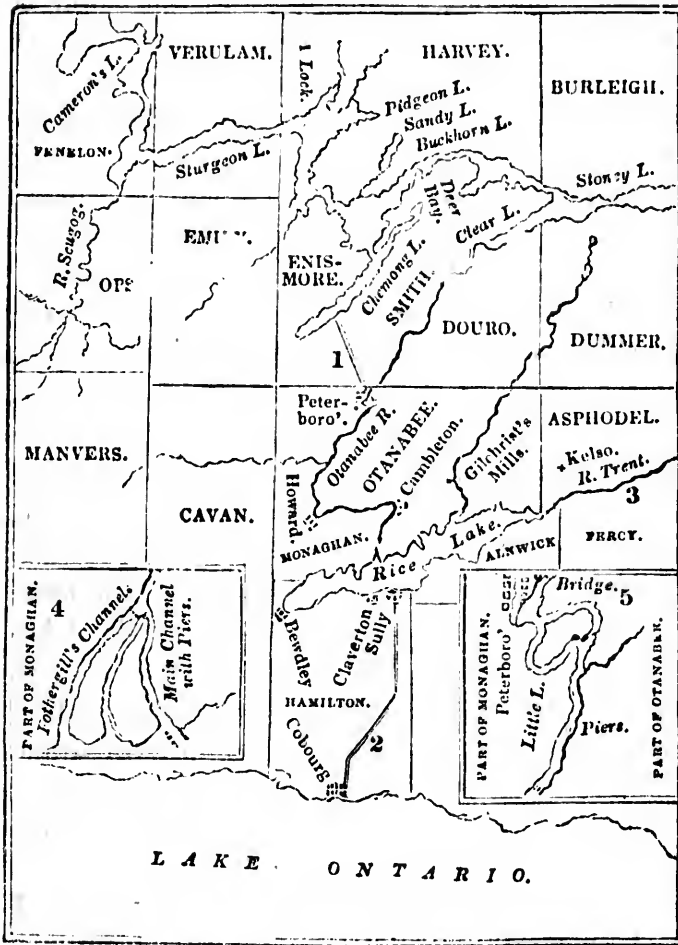 VERULAM.
HARVEY.
BURLEIGH.
Cameron's L.
1 Lock.
Pidgeon L.
Sandy L.
Buckhorn L.
FENELON.
Sturgeon L.
Stoney L.
Deer
Bay.
Clear L.
R. Scugog.
OPS
ENIS-
MORE.
Chemong L.
SMITH.
DOURO.
DUMMER.
1
Peter-
boro'.
Otanabee R.
OTANABEE.
Cambleton.
Gilchrist's
Mills.
ASPHODEL.
Kelso.
R. Trent.
3
MANVERS.
CAVAN.
Howard
MONAGHAN.
Rice Lake.
ALNWICK
PERCY.
4
PART OF MONAGHAN.
Fothergill's Channels
Main Channel
with Piers.
Bewdley
Claverton
Sully
HAMILTON.
Cobourg
2
Bridge.
5
PART OF MONAGHAN.
Peterboro'
Little L.
Piers.
PART OF OTANABEE.
LAKE ONTARIO.